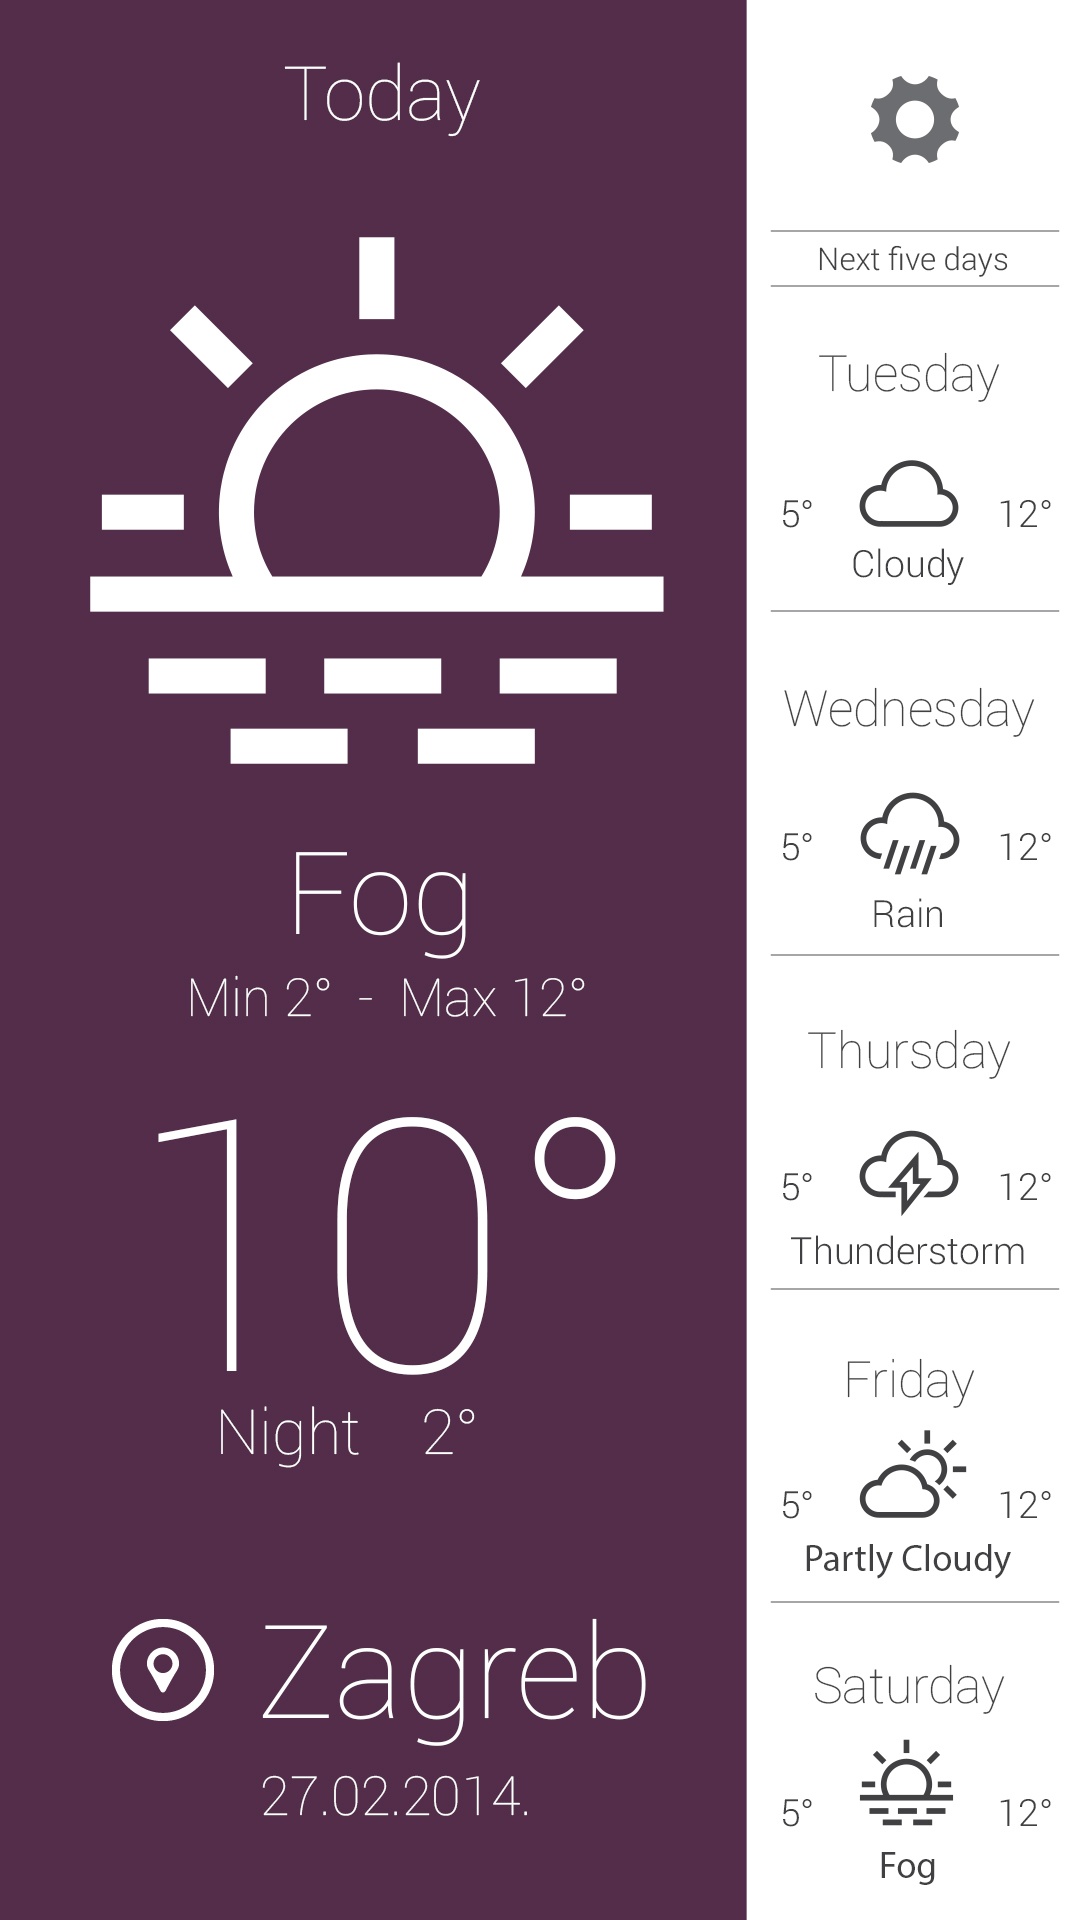 Today
Fog
Min 2° - Max 12°
10°
Night 2°
Zagreb
27.02.2014.
Next five days
Tuesday
5° 12°
Cloudy
Wednesday
5° 12°
Rain
Thursday
5° 12°
Thunderstorm
Friday
5° 12°
Partly Cloudy
Saturday
5° 12°
Fog